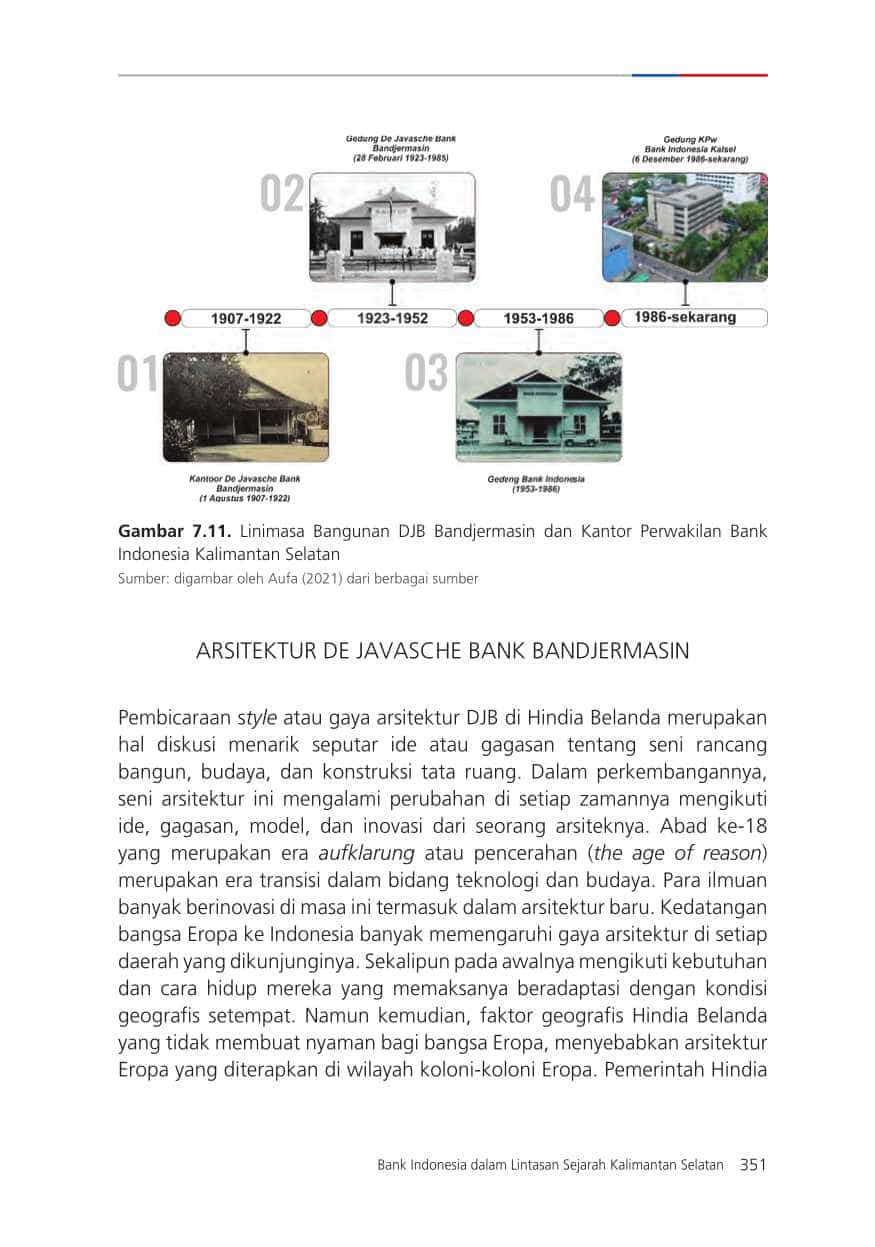 Gedung De Javasche Bank
Bandjermasin
(28 Februari 1923-1985)
Gedung KPw
Bank Indonesia Kalsel
(6 Desember 1986-sekarang)
02
04
1907-1922
1923-1952
1953-1986
1986-sekarang
01
03
Kantoor De Javasche Bank
Bandjermasin
(1 Agustus 1907-1922)
Gedeng Bank Indonesia
(1953-1986)
Gambar 7.11. Linimasa Bangunan DJB Bandjermasin dan Kantor Perwakilan Bank
Indonesia Kalimantan Selatan
Sumber: digambar oleh Aufa (2021) dari berbagai sumber
ARSITEKTUR DE JAVASCHE BANK BANDJERMASIN
Pembicaraan style atau gaya arsitektur DJB di Hindia Belanda merupakan
hal diskusi menarik seputar ide atau gagasan tentang seni rancang
bangun, budaya, dan konstruksi tata ruang. Dalam perkembangannya,
seni arsitektur ini mengalami perubahan di setiap zamannya mengikuti
ide, gagasan, model, dan inovasi dari seorang arsiteknya. Abad ke-18
yang merupakan era aufklarung atau pencerahan (the age of reason)
merupakan era transisi dalam bidang teknologi dan budaya. Para ilmuan
banyak berinovasi di masa ini termasuk dalam arsitektur baru. Kedatangan
bangsa Eropa ke Indonesia banyak memengaruhi gaya arsitektur di setiap
daerah yang dikunjunginya. Sekalipun pada awalnya mengikuti kebutuhan
dan cara hidup mereka yang memaksanya beradaptasi dengan kondisi
geografis setempat. Namun kemudian, faktor geografis Hindia Belanda
yang tidak membuat nyaman bagi bangsa Eropa, menyebabkan arsitektur
Eropa yang diterapkan di wilayah koloni-koloni Eropa. Pemerintah Hindia
Bank Indonesia dalam Lintasan Sejarah Kalimantan Selatan 351